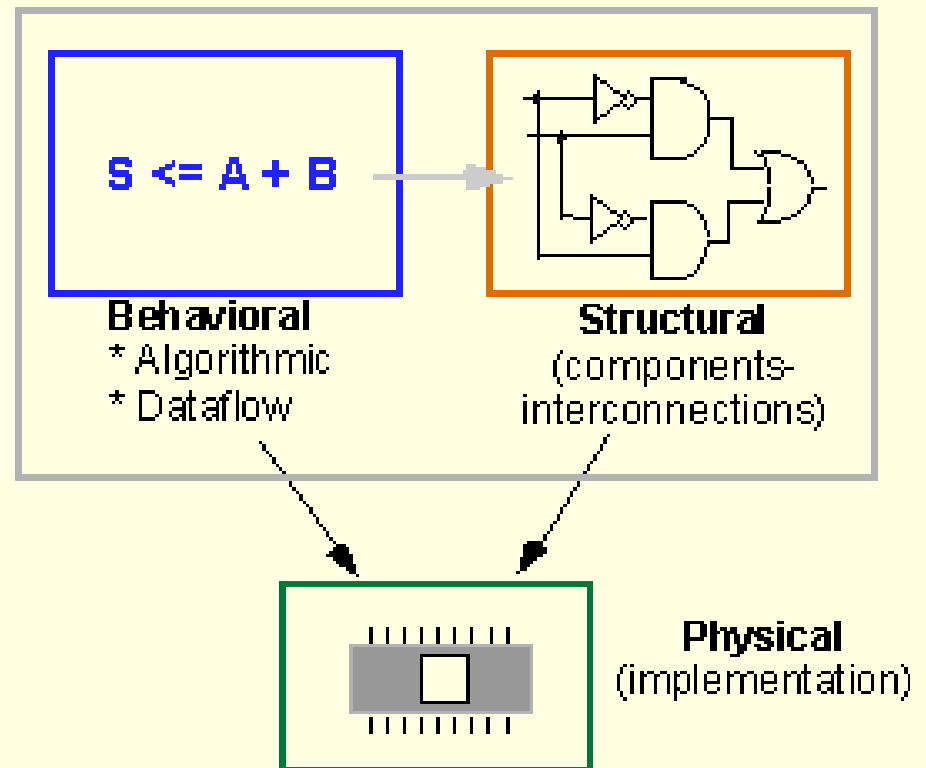 S <= A + B
Behavioral
* Algorithmic
* Dataflow
Structural
(components-
interconnections)
Physical
(implementation)